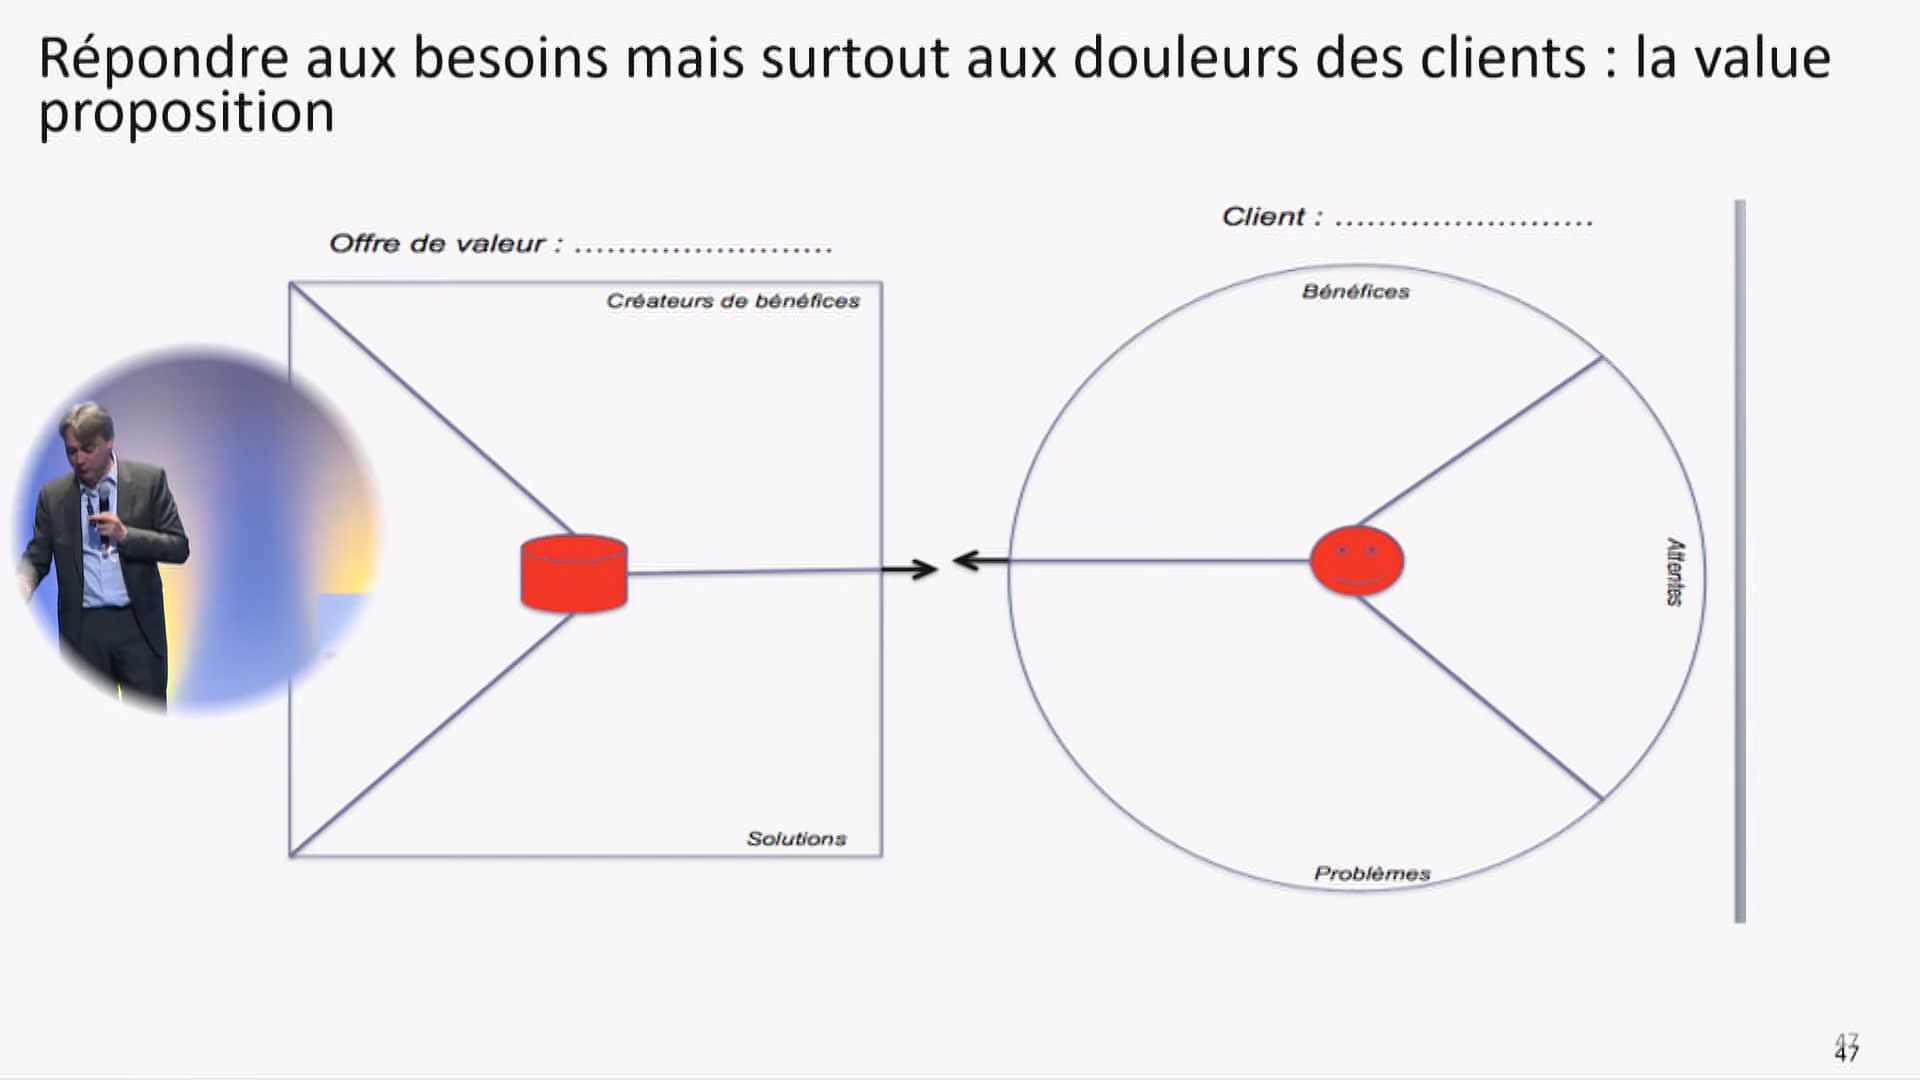 Répondre aux besoins mais surtout aux douleurs des clients : la value
proposition
Offre de valeur : ........................
Client : ........................
Créateurs de bénéfices
Bénéfices
Attentes
Solutions
Problèmes
47
47